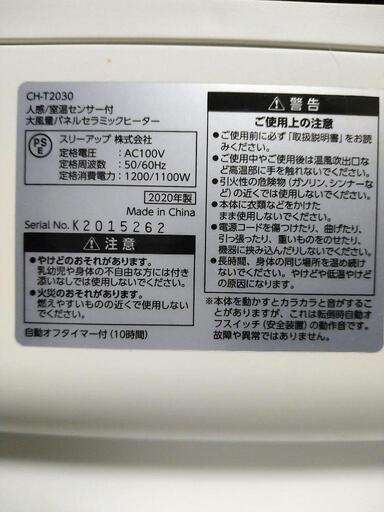 CH-T2030
人感/室温センサー付
大風量パネルセラミックヒーター
PSE
スリーアップ 株式会社
定格電圧:AC100V
定格周波数:50/60Hz
定格消費電力:1200/1100W
2020年製
Made in China
Serial No. K2015262
注意
●やけどのおそれがあります。
乳幼児や身体の不自由な方には付き
添いなしでは使用しないでください。
●火災のおそれがあります。
燃えやすいものの近くで使用しない
でください。
自動オフタイマー付(10時間)
警告
ご使用上の注意
●ご使用前に必ず「取扱説明書」をお読
みください。
●ご使用中やご使用後は温風吹出口な
ど高温部に手を触れないでください。
●引火性の危険物(ガソリン、シンナーな
ど)の近くでは使用しないでください。
●本体に衣類などをかけた
まま使用しないでください。
●電源コードを傷つけたり、曲げたり、
引っ張ったり、重いものをのせたり、
機器に挟み込んだりしないでください。
●長時間、身体の同じ場所を温め続け
ないでください。やけどや低温やけど
の原因になります。
※本体を動かすとカラカラと音がするこ
とがありますが、これは転倒時自動オ
フスイッチ(安全装置)の動作音です。
故障や異常ではありません。